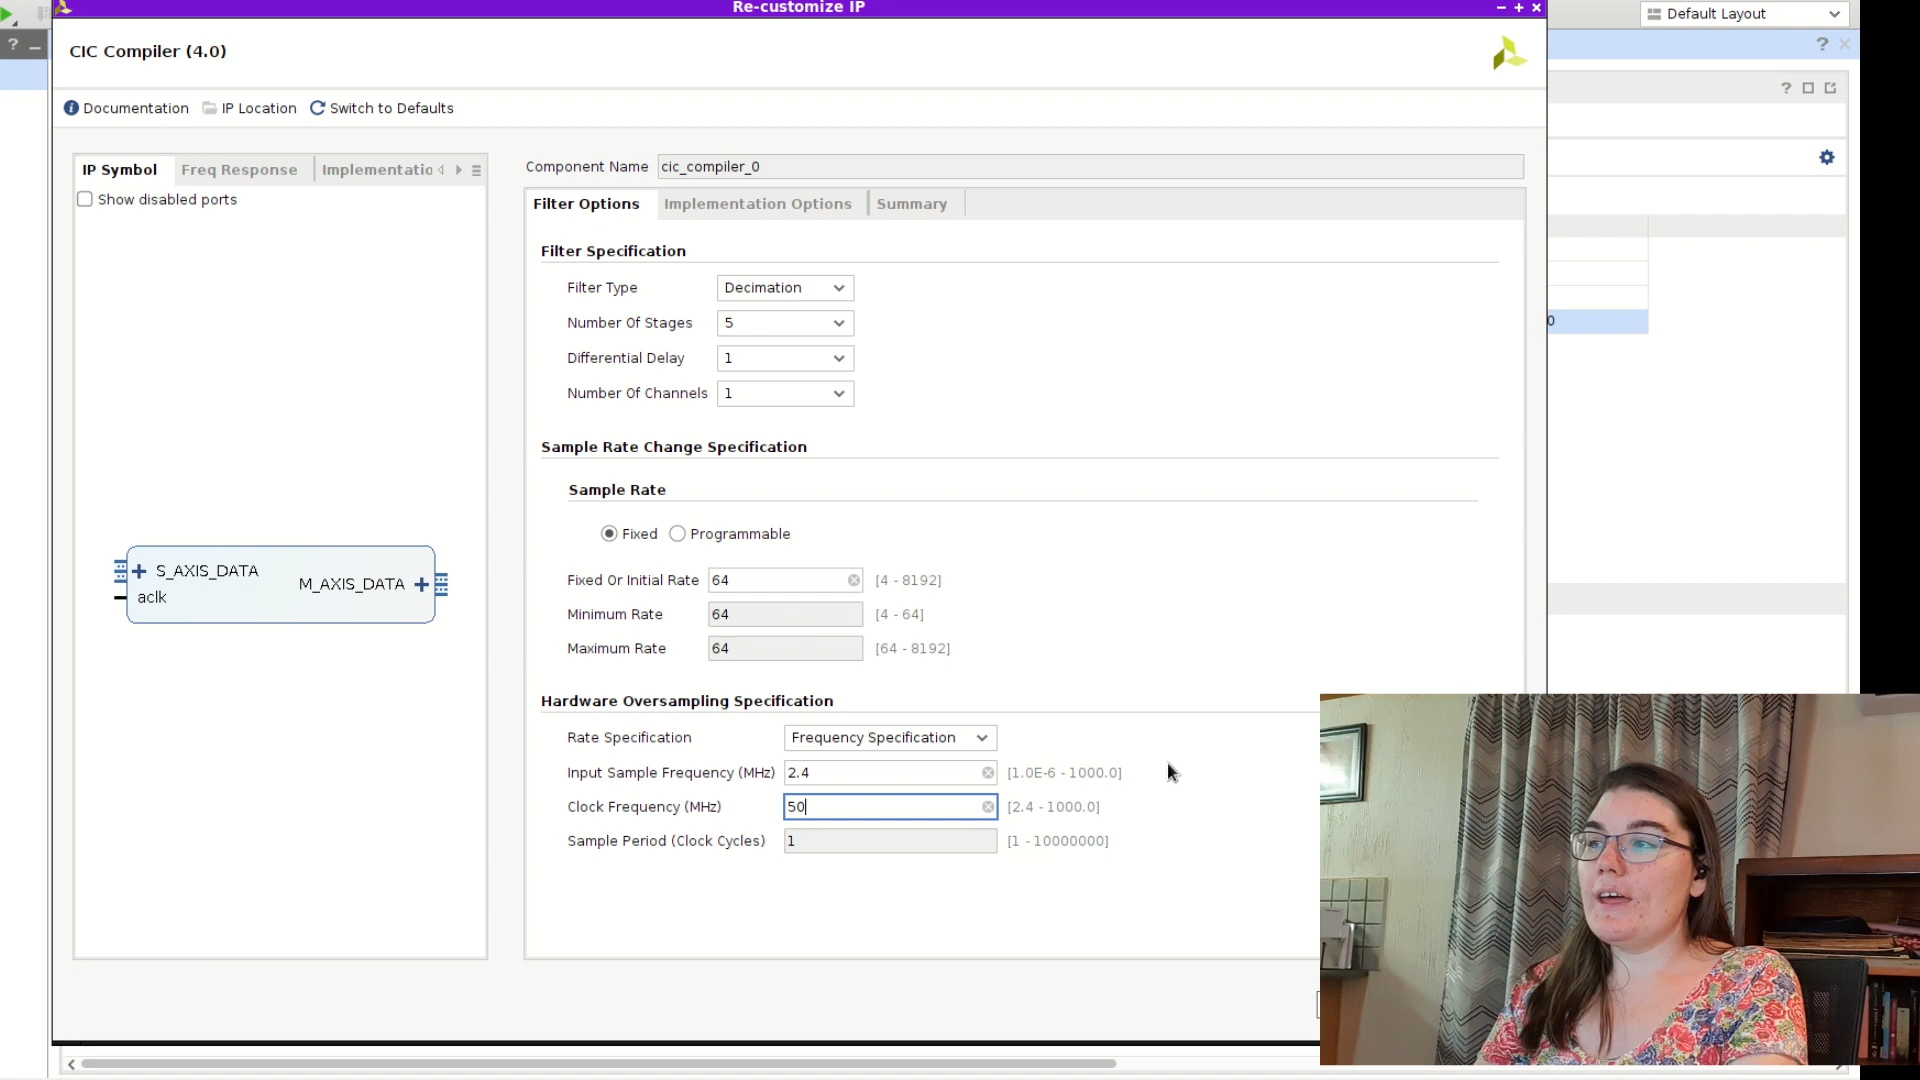 Re-customize IP
Default Layout
CIC Compiler (4.0)
Documentation IP Location Switch to Defaults
IP Symbol Freq Response Implementatio
Show disabled ports
Component Name cic_compiler_0
Filter Options Implementation Options Summary
Filter Specification
Filter Type Decimation
Number Of Stages 5
Differential Delay 1
Number Of Channels 1
0
Sample Rate Change Specification
Sample Rate
Fixed Programmable
S_AXIS_DATA
M_AXIS_DATA
aclk
Fixed Or Initial Rate 64 [4 - 8192]
Minimum Rate 64 [4 - 64]
Maximum Rate 64 [64 - 8192]
Hardware Oversampling Specification
Rate Specification Frequency Specification
Input Sample Frequency (MHz) 2.4 [1.0E-6 - 1000.0]
Clock Frequency (MHz) 50 [2.4 - 1000.0]
Sample Period (Clock Cycles) 1 [1 - 10000000]